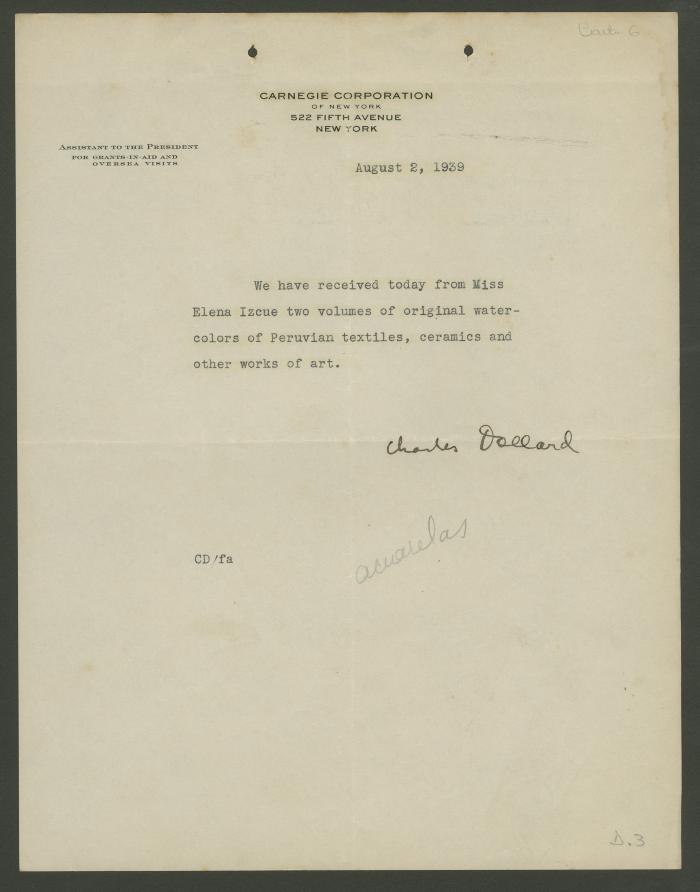 CARNEGIE CORPORATION
OF NEW YORK
522 FIFTH AVENUE
NEW YORK
ASSISTANT TO THE PRESIDENT
FOR GRANTS-IN-AID AND
OVERSEA VISITS
August 2, 1939
We have received today from Miss
Elena Izcue two volumes of original water-
colors of Peruvian textiles, ceramics and
other works of art.
Charles Dollard
acuarelas
CD/fa
D.3